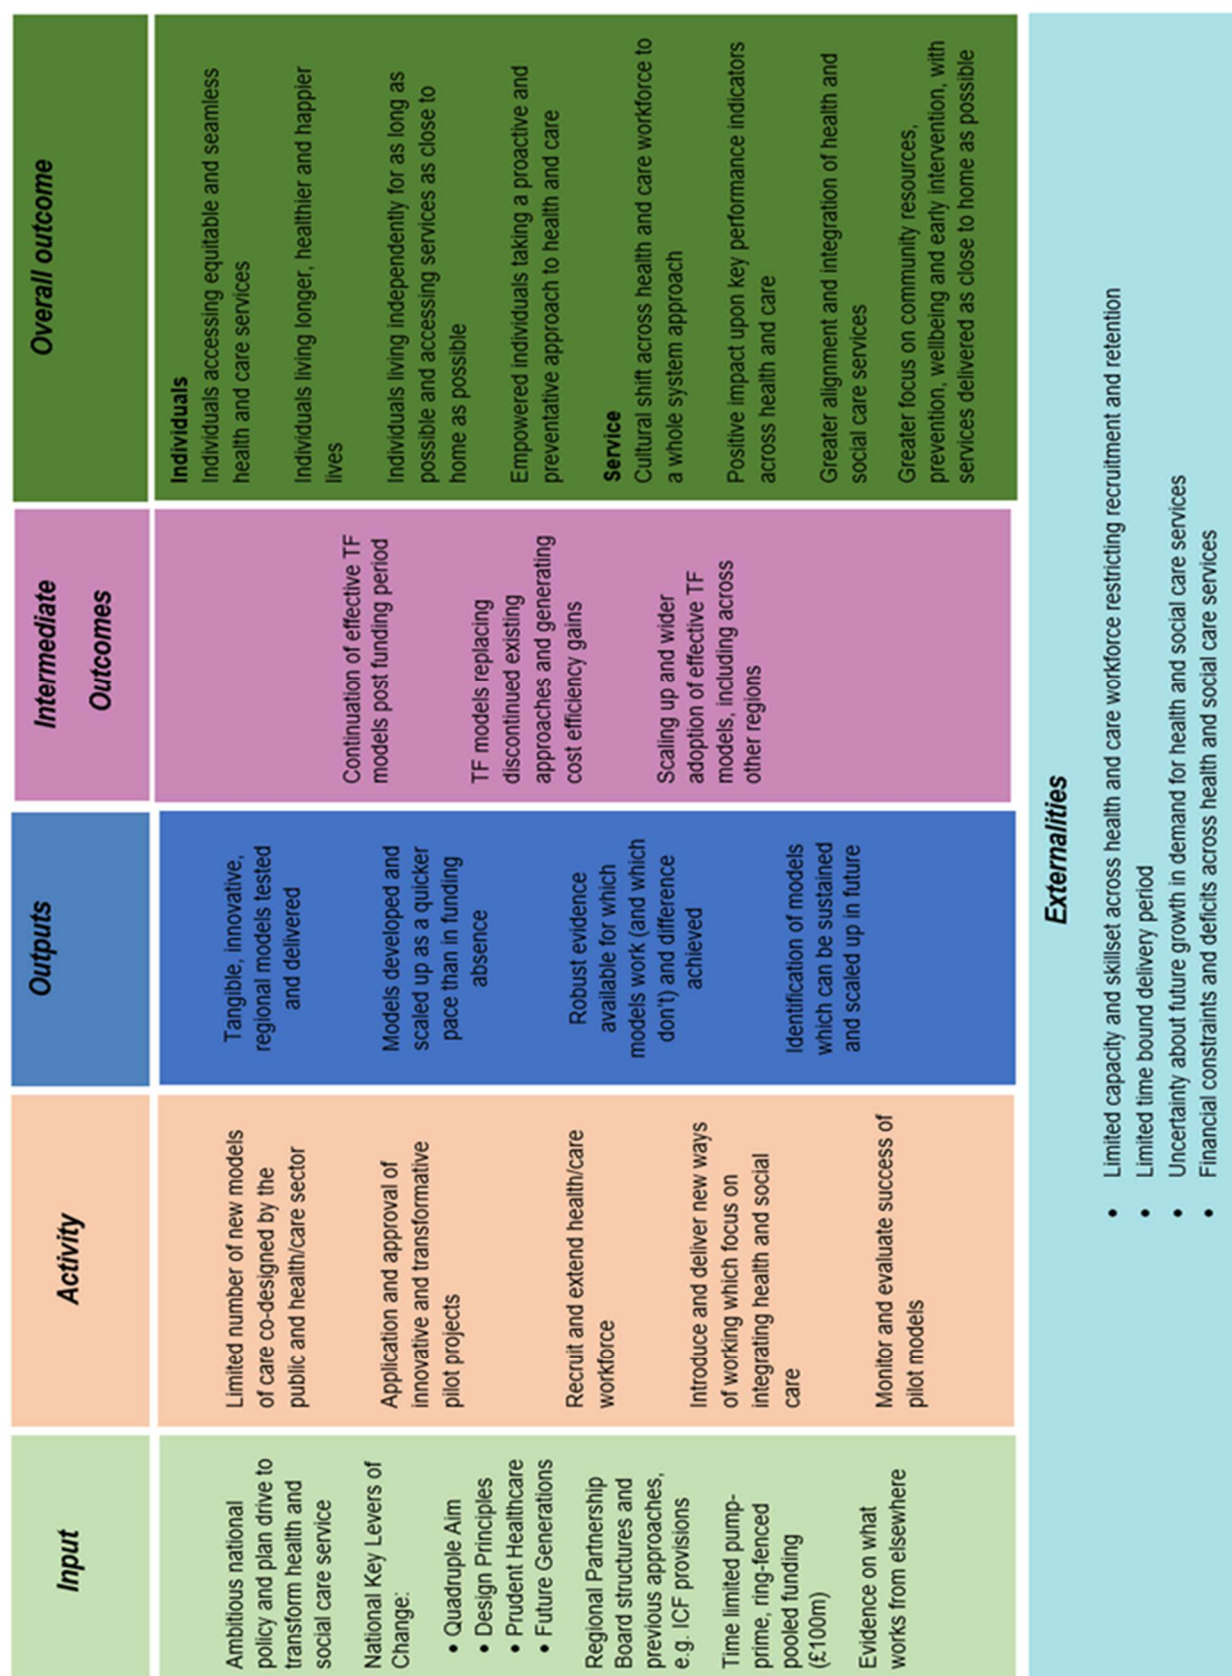 Input
Ambitious national
policy and plan drive to
transform health and
social care service
National Key Levers of
Change:
• Quadruple Aim
• Design Principles
• Prudent Healthcare
• Future Generations
Regional Partnership
Board structures and
previous approaches,
e.g. ICF provisions
Time limited pump-
prime, ring-fenced
pooled funding
(£100m)
Evidence on what
works from elsewhere
Activity
Limited number of new models
of care co-designed by the
public and health/care sector
Application and approval of
innovative and transformative
pilot projects
Recruit and extend health/care
workforce
Introduce and deliver new ways
of working which focus on
integrating health and social
care
Monitor and evaluate success of
pilot models
Outputs
Tangible, innovative,
regional models tested
and delivered
Models developed and
scaled up as a quicker
pace than in funding
absence
Robust evidence
available for which
models work (and which
don't) and difference
achieved
Identification of models
which can be sustained
and scaled up in future
Intermediate
Outcomes
Continuation of effective TF
models post funding period
TF models replacing
discontinued existing
approaches and generating
cost efficiency gains
Scaling up and wider
adoption of effective TF
models, including across
other regions
Overall outcome
Individuals
Individuals accessing equitable and seamless
health and care services
Individuals living longer, healthier and happier
lives
Individuals living independently for as long as
possible and accessing services as close to
home as possible
Empowered individuals taking a proactive and
preventative approach to health and care
Service
Cultural shift across health and care workforce to
a whole system approach
Positive impact upon key performance indicators
across health and care
Greater alignment and integration of health and
social care services
Greater focus on community resources,
prevention, wellbeing and early intervention, with
services delivered as close to home as possible
Externalities
• Limited capacity and skillset across health and care workforce restricting recruitment and retention
• Limited time bound delivery period
• Uncertainty about future growth in demand for health and social care services
• Financial constraints and deficits across health and social care services